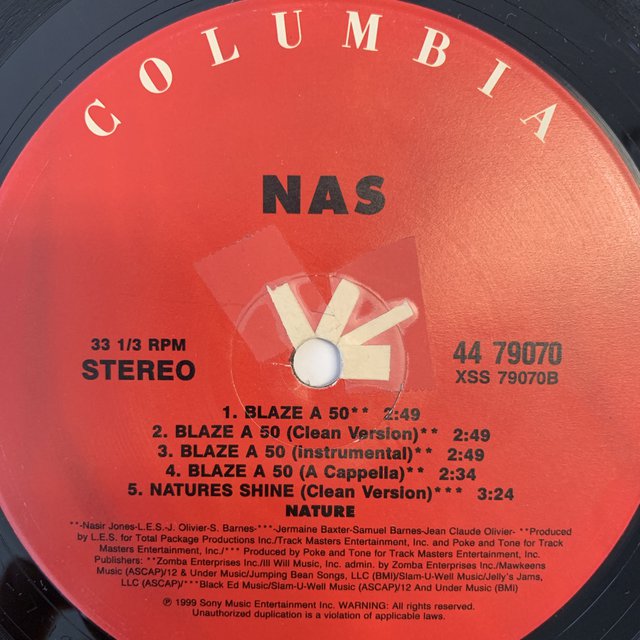 COLUMBIA
NAS
33 1/3 RPM
STEREO
44 79070
XSS 79070B
1. BLAZE A 50** 2:49
2. BLAZE A 50 (Clean Version)** 2:49
3. BLAZE A 50 (instrumental)** 2:49
4. BLAZE A 50 (A Cappella)** 2:34
5. NATURES SHINE (Clean Version)*** 3:24
NATURE
**-Nasir Jones-L.E.S.-J. Olivier-S. Barnes-***-Jermaine Baxter-Samuel Barnes-Jean Claude Olivier- **Produced
by L.E.S. for Total Package Productions Inc./Track Masters Entertainment, Inc. and Poke and Tone for Track
Masters Entertainment, Inc./*** Produced by Poke and Tone for Track Masters Entertainment, Inc.
Publishers: **Zomba Enterprises Inc./Ill Will Music, Inc. admin. by Zomba Enterprises Inc./Mawkeens
Music (ASCAP)/12 & Under Music/Jumping Bean Songs, LLC (BMI)/Slam-U-Well Music/Jelly's Jams,
LLC (ASCAP)/***Black Ed Music/Slam-U-Well Music (ASCAP)/12 And Under Music (BMI)
℗ 1999 Sony Music Entertainment Inc. WARNING: All rights reserved.
Unauthorized duplication is a violation of applicable laws.